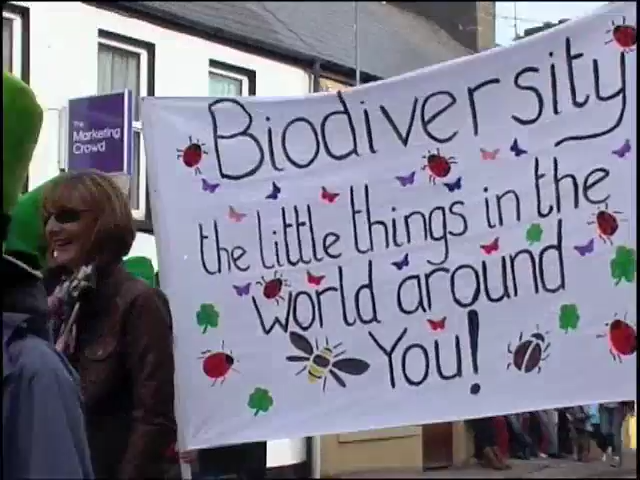 The
Marketing
Crowd
Biodiversity
the little things in the
world around
You!